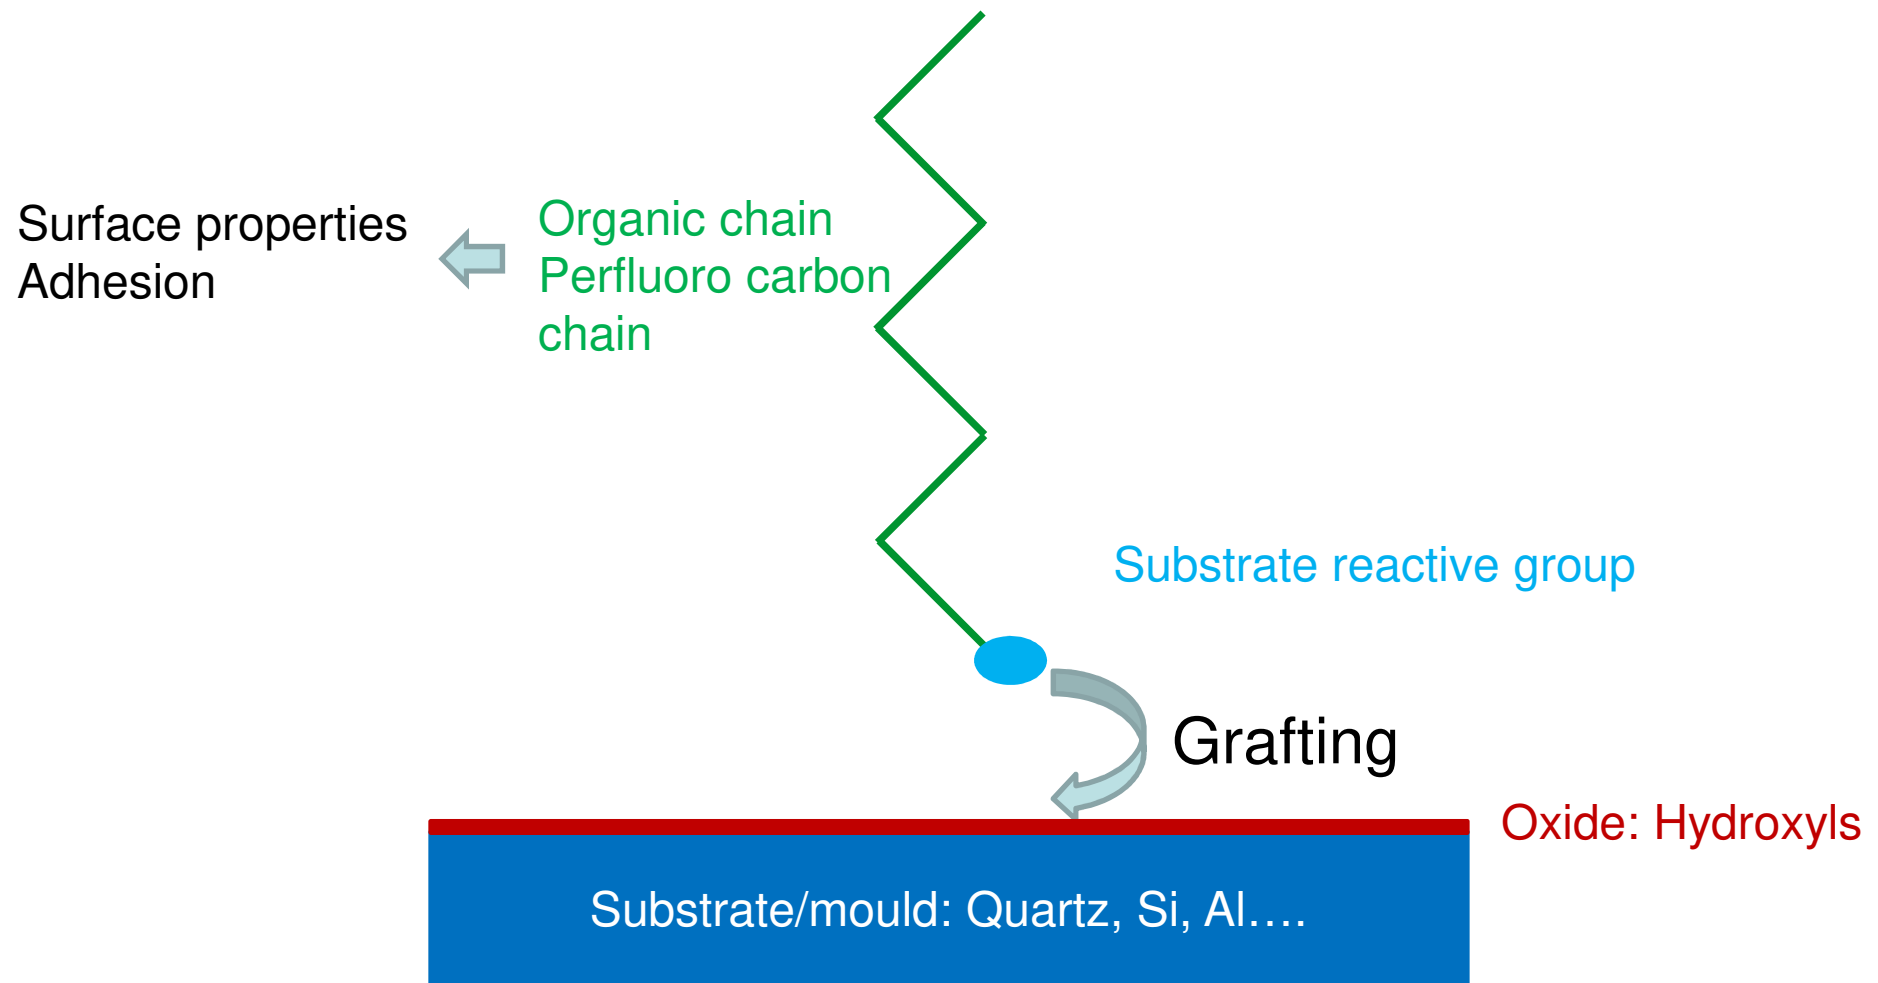 Surface properties
Adhesion
Organic chain
Perfluoro carbon
chain
Substrate reactive group
Grafting
Oxide: Hydroxyls
Substrate/mould: Quartz, Si, Al….